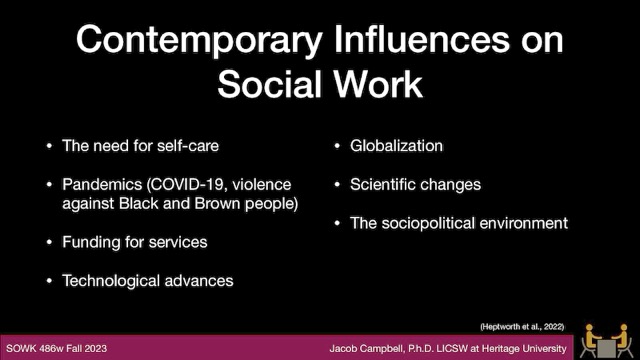 Contemporary Influences on
Social Work
• The need for self-care
• Pandemics (COVID-19, violence
against Black and Brown people)
• Funding for services
• Technological advances
• Globalization
• Scientific changes
• The sociopolitical environment
(Heptworth et al., 2022)
SOWK 486w Fall 2023
Jacob Campbell, Ph.D. LICSW at Heritage University